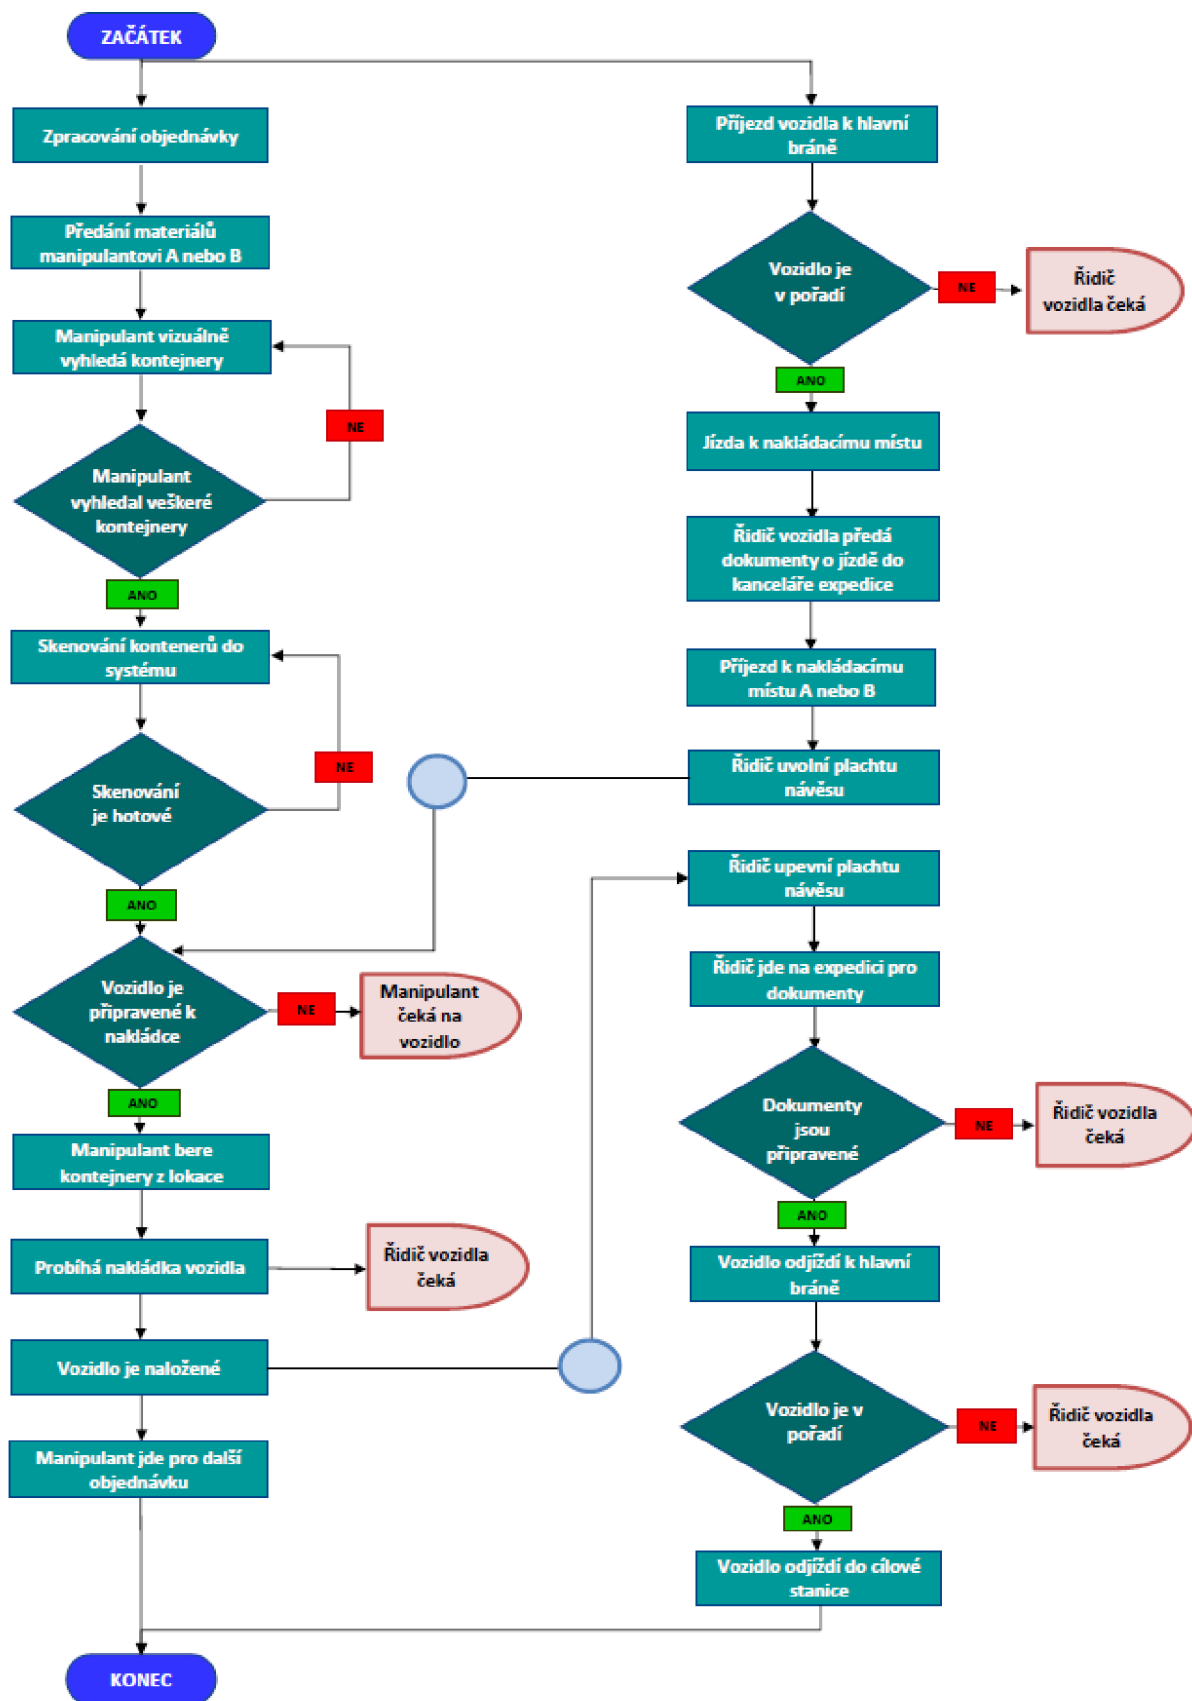 ZAČÁTEK
Zpracování objednávky
Předání materiálů
manipulantovi A nebo B
Manipulant vizuálně
vyhledá kontejnery
NE
Manipulant
vyhledal veškeré
kontejnery
ANO
Skenování kontenerů do
systému
NE
Skenování
je hotové
ANO
Vozidlo je
připravené k
nakládce
NE
Manipulant
čeká na
vozidlo
ANO
Manipulant bere
kontejnery z lokace
Probíhá nakládka vozidla
Řidič vozidla
čeká
Vozidlo je naložené
Manipulant jde pro další
objednávku
KONEC
Příjezd vozidla k hlavní
bráně
Vozidlo je
v pořadí
NE
Řidič
vozidla čeká
ANO
Jízda k nakládacímu místu
Řidič vozidla předá
dokumenty o jízdě do
kanceláře expedice
Příjezd k nakládacímu
místu A nebo B
Řidič uvolní plachtu
návěsu
Řidič upevní plachtu
návěsu
Řidič jde na expedici pro
dokumenty
Dokumenty
jsou
připravené
NE
Řidič vozidla
čeká
ANO
Vozidlo odjíždí k hlavní
bráně
Vozidlo je v
pořadí
NE
Řidič vozidla
čeká
ANO
Vozidlo odjíždí do cílové
stanice